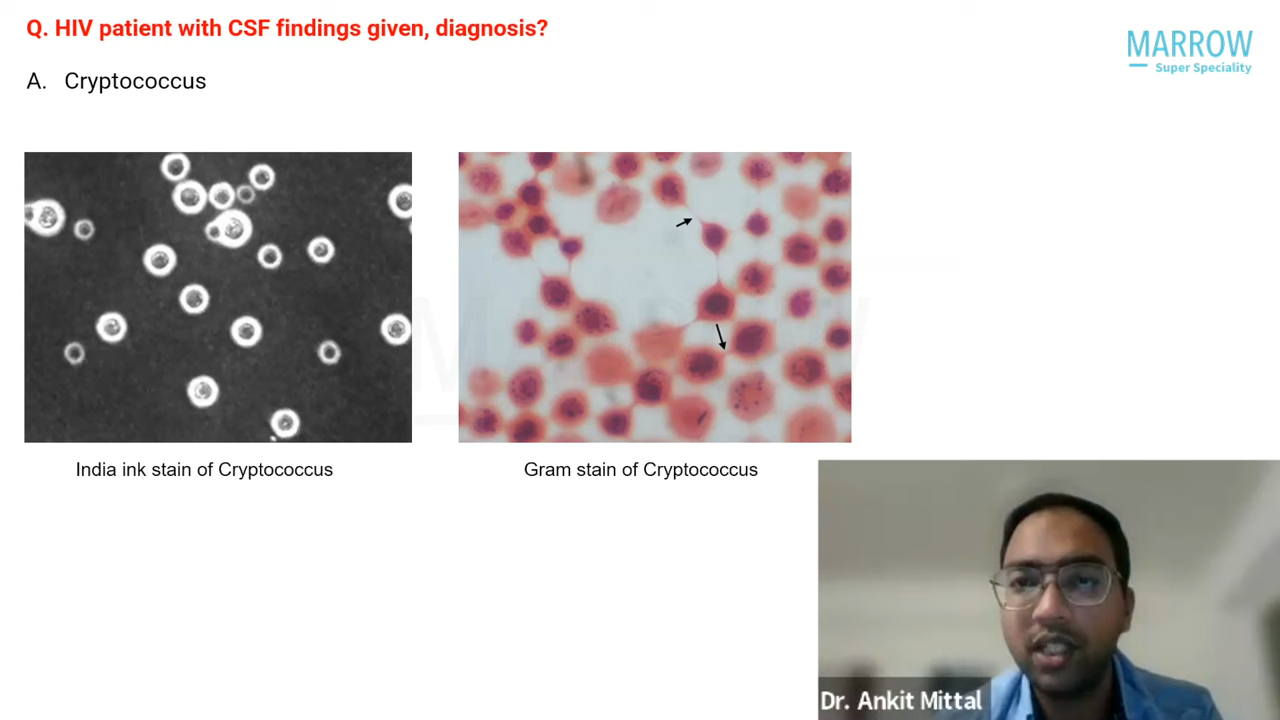 Q. HIV patient with CSF findings given, diagnosis?
MARROW
Super Speciality
A. Cryptococcus
MARROW
India ink stain of Cryptococcus
Gram stain of Cryptococcus
Dr. Ankit Mittal